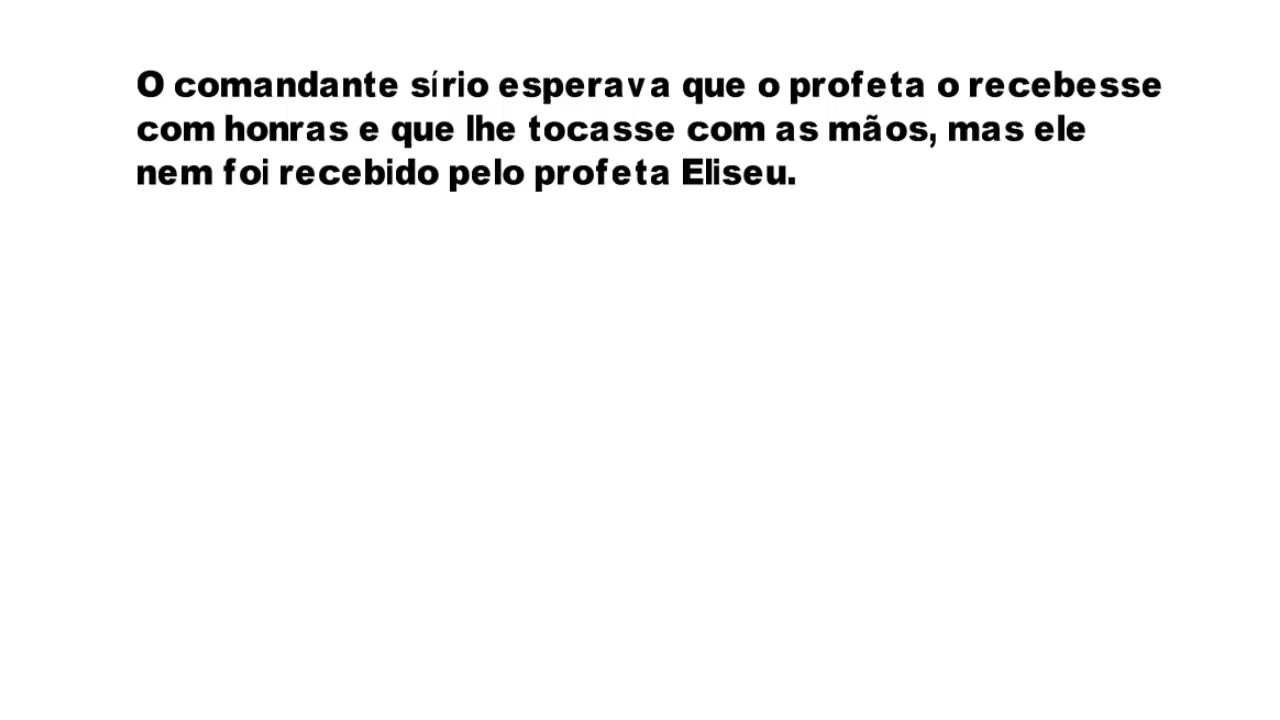 O comandante sírio esperava que o profeta o recebesse
com honras e que lhe tocasse com as mãos, mas ele
nem foi recebido pelo profeta Eliseu.